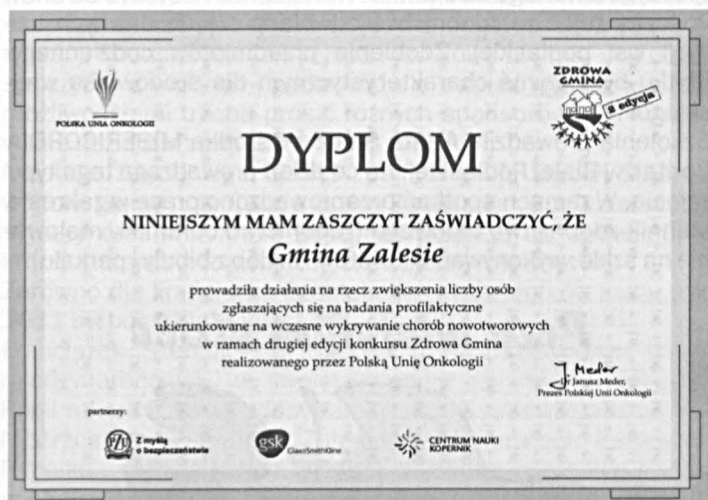 POLSKA UNIA ONKOLOGII
ZDROWA
GMINA
2 edycja
DYPLOM
NINIEJSZYM MAM ZASZCZYT ZAŚWIADCZYĆ, ŻE
Gmina Zalesie
prowadziła działania na rzecz zwiększenia liczby osób
zgłaszających się na badania profilaktyczne
ukierunkowane na wczesne wykrywanie chorób nowotworowych
w ramach drugiej edycji konkursu Zdrowa Gmina
realizowanego przez Polską Unię Onkologii
J. Meder
Dr Janusz Meder,
Prezes Polskiej Unii Onkologii
partnerzy:
PZU
Z myślą
o bezpieczeństwie
gsk
GlaxoSmithKline
CENTRUM NAUKI
KOPERNIK